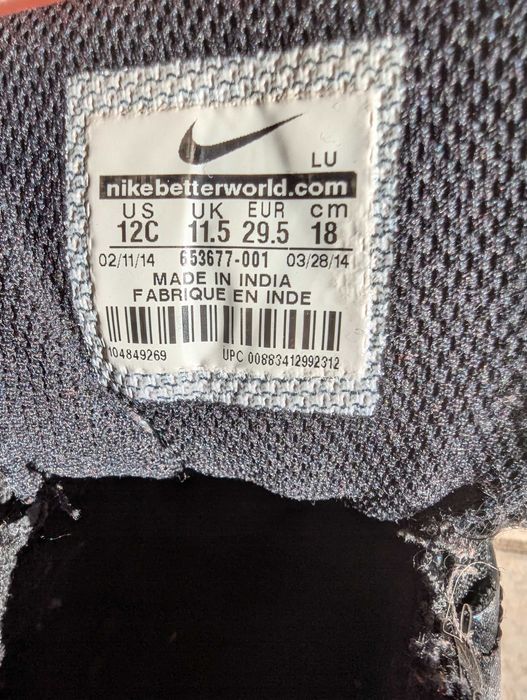 LU
nikebetterworld.com
US UK EUR cm
12C 11.5 29.5 18
02/11/14 653677-001 03/28/14
MADE IN INDIA
FABRIQUE EN INDE
104849269 UPC 00883412992312